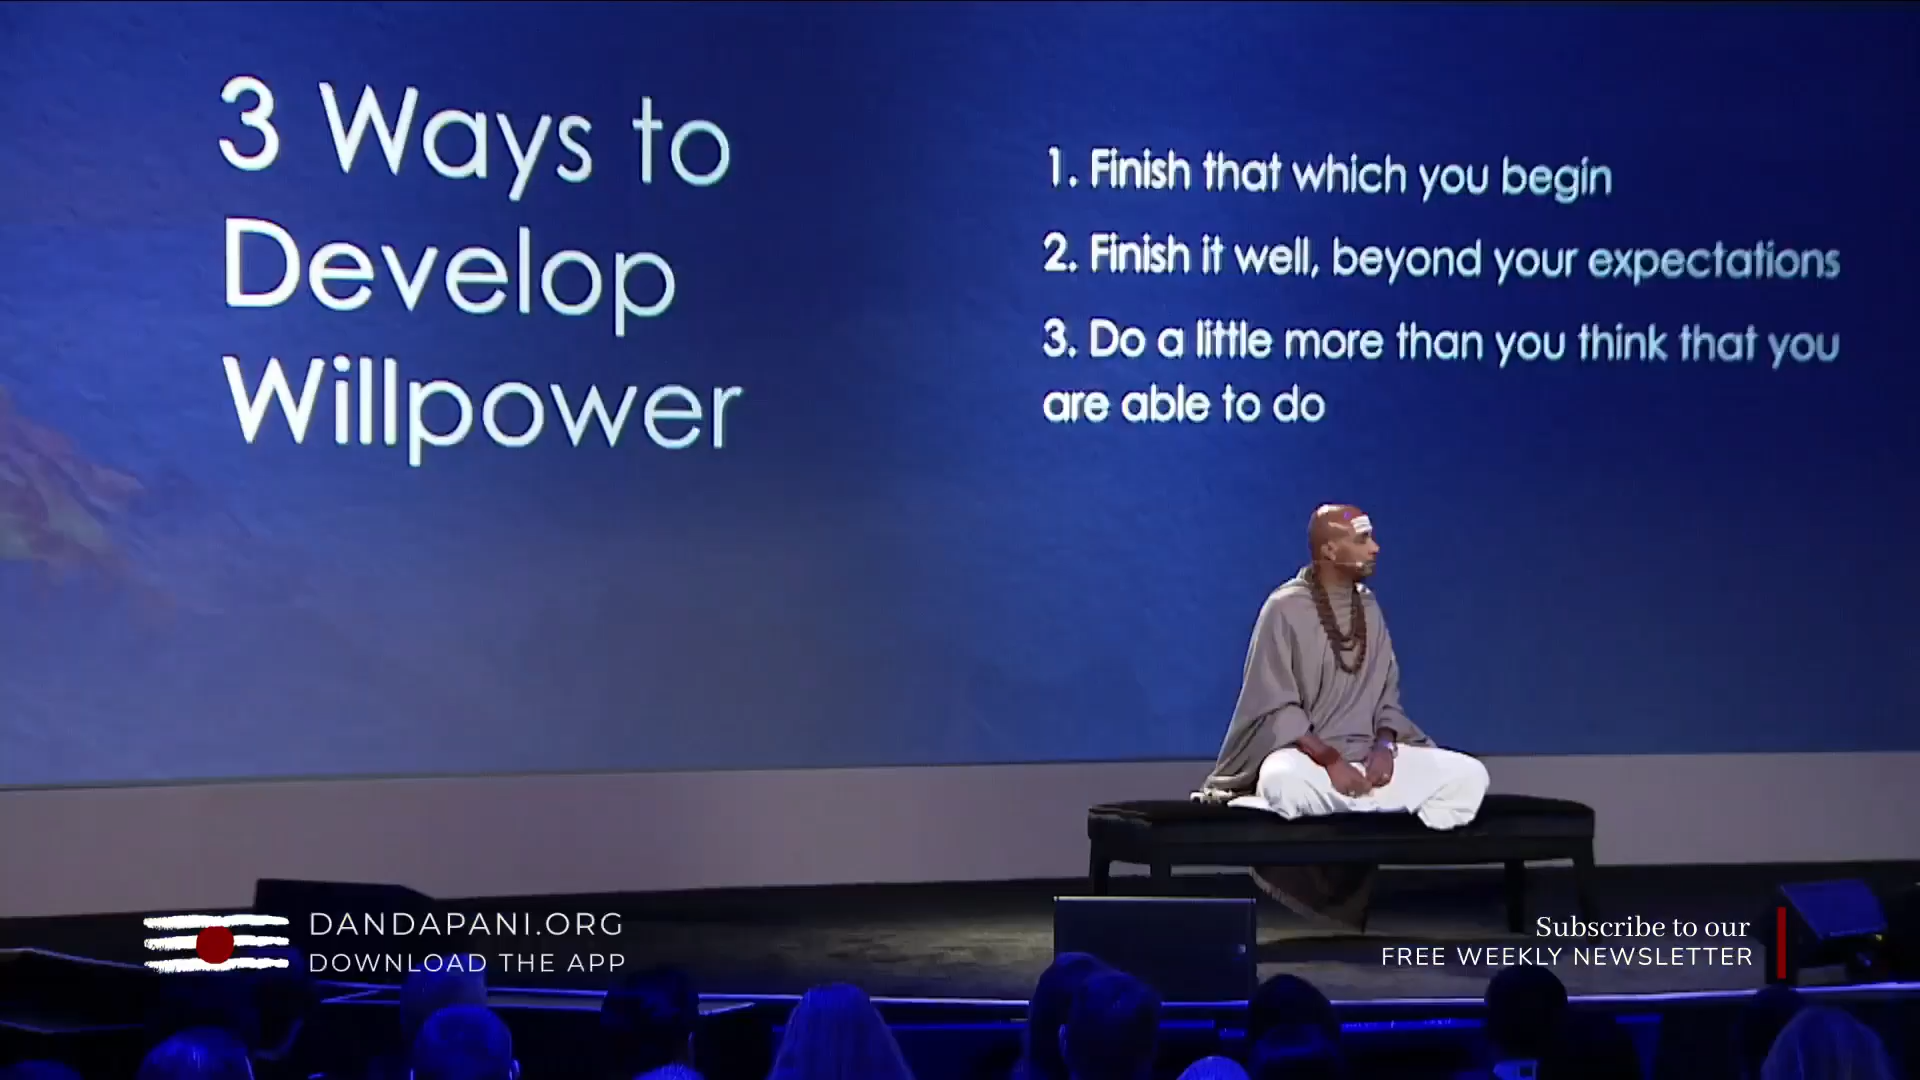 3 Ways to
Develop
Willpower
1. Finish that which you begin
2. Finish it well, beyond your expectations
3. Do a little more than you think that you
are able to do
DANDAPANI.ORG
DOWNLOAD THE APP
Subscribe to our
FREE WEEKLY NEWSLETTER